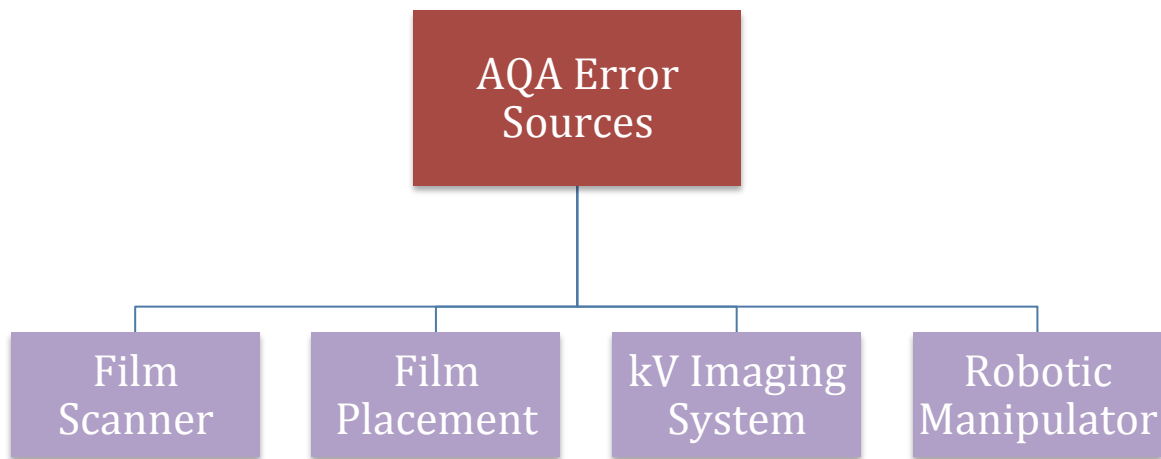 AQA Error
Sources
Film
Scanner
Film
Placement
kV Imaging
System
Robotic
Manipulator